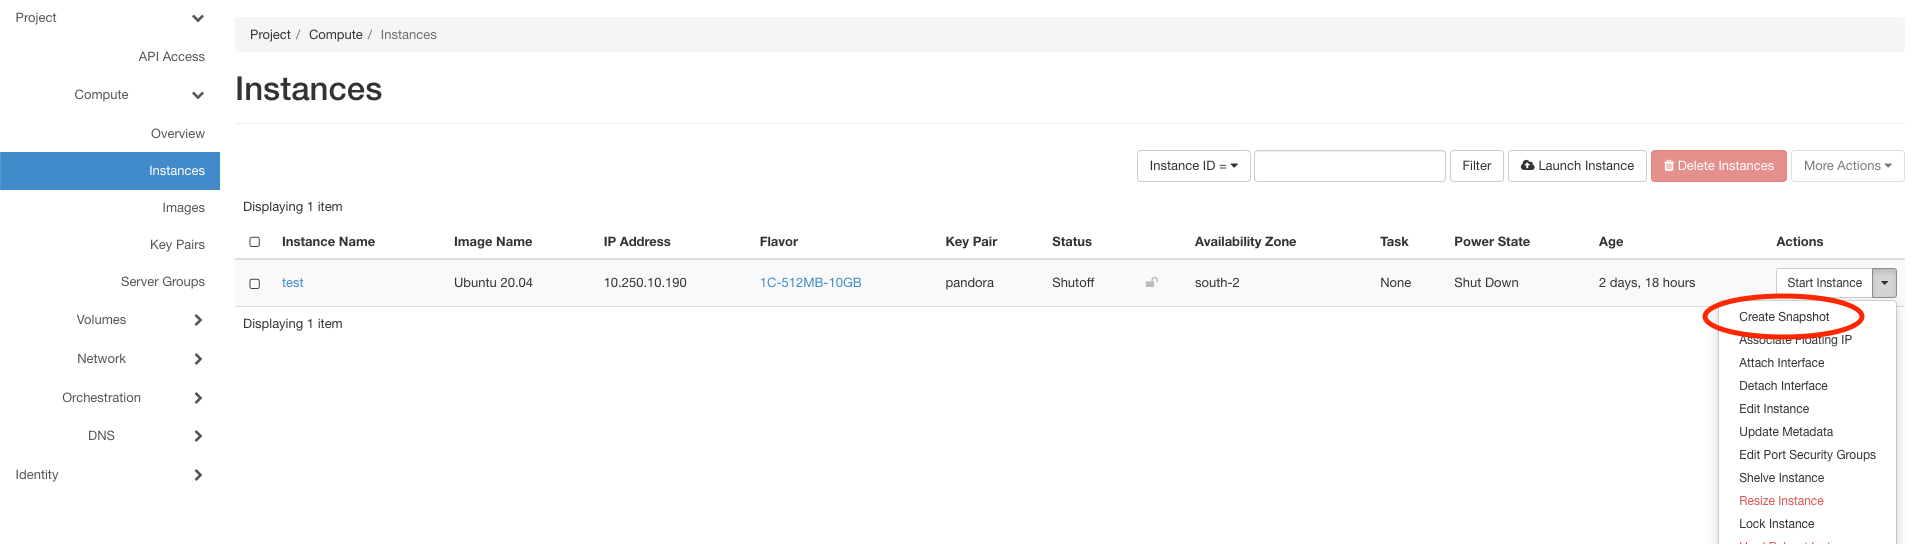 Project
API Access
Compute
Overview
Instances
Images
Key Pairs
Server Groups
Volumes
Network
Orchestration
DNS
Identity
Project / Compute / Instances
Instances
Instance ID = Filter Launch Instance Delete Instances More Actions
Displaying 1 item
Instance Name Image Name IP Address Flavor Key Pair Status Availability Zone Task Power State Age Actions
test Ubuntu 20.04 10.250.10.190 1C-512MB-10GB pandora Shutoff south-2 None Shut Down 2 days, 18 hours Start Instance
Displaying 1 item
Create Snapshot
Associate Floating IP
Attach Interface
Detach Interface
Edit Instance
Update Metadata
Edit Port Security Groups
Shelve Instance
Resize Instance
Lock Instance